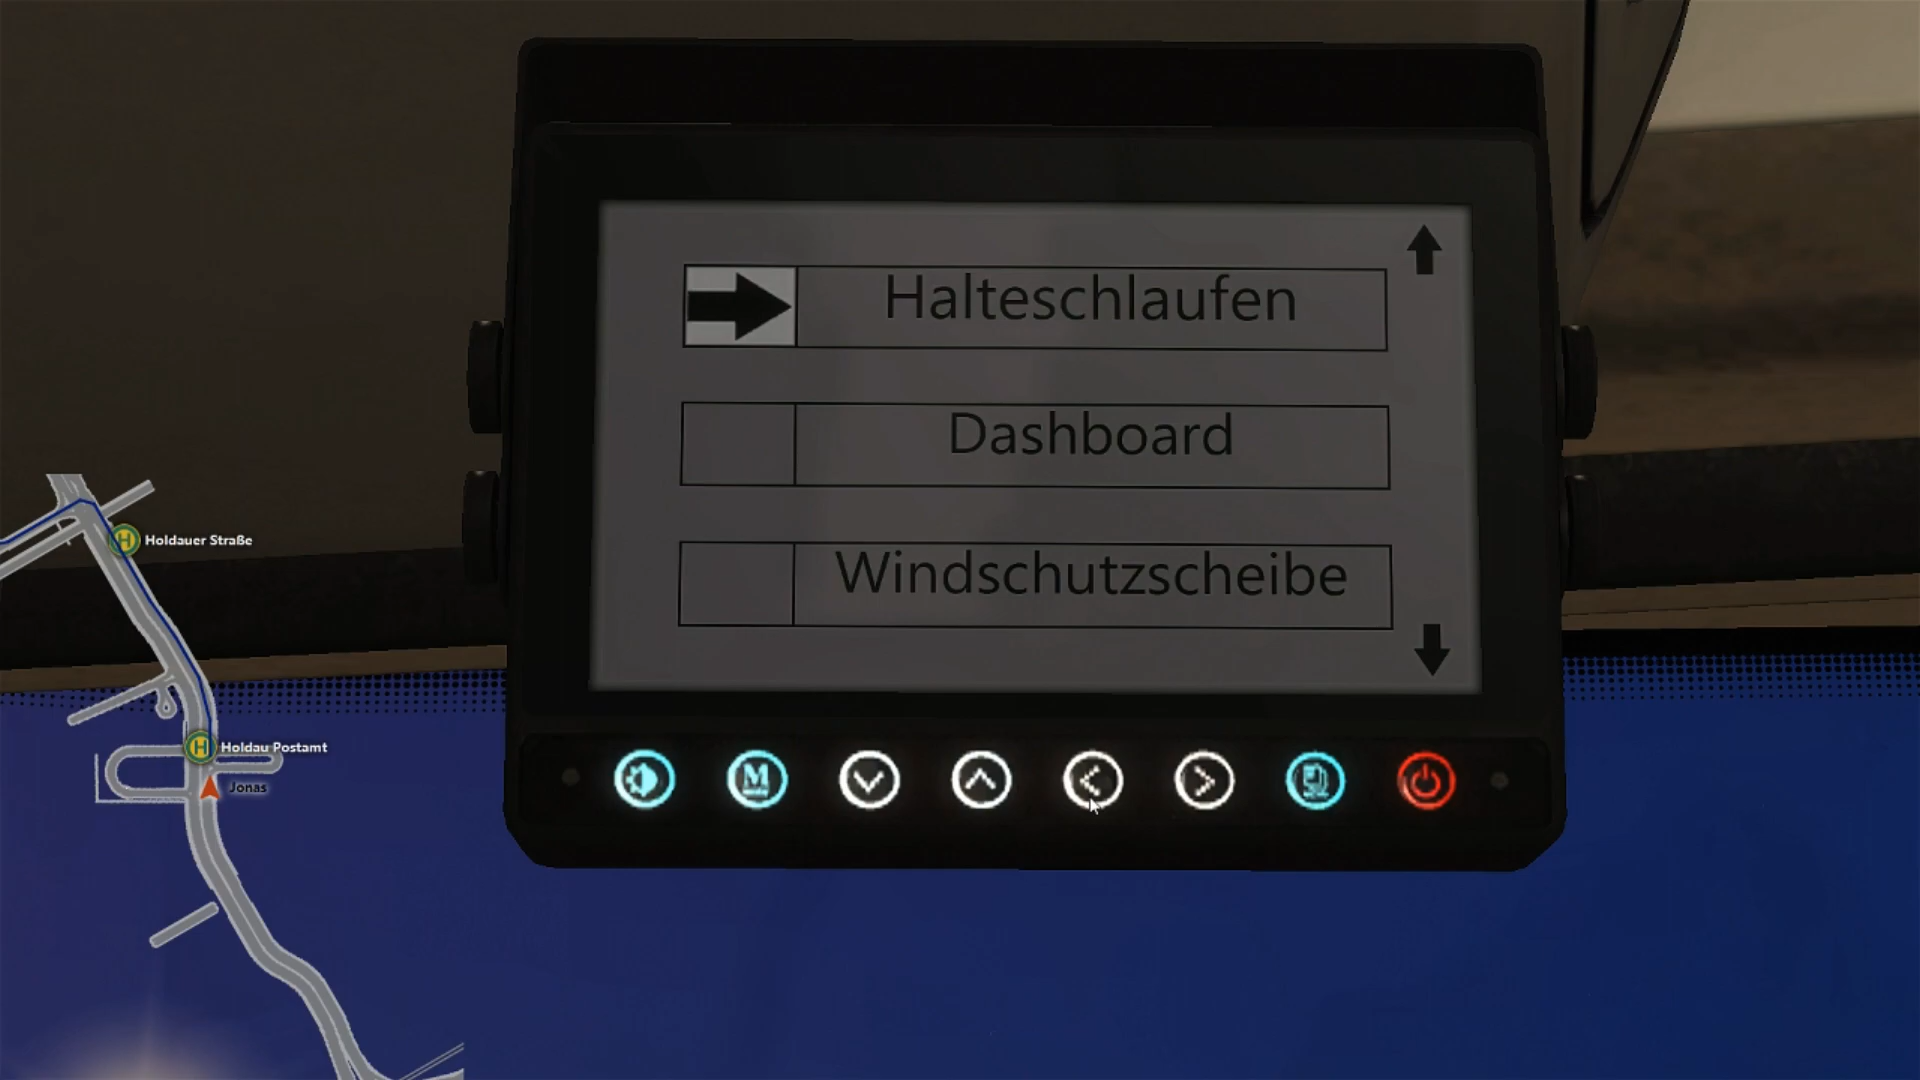 Halteschlaufen
Dashboard
Windschutzscheibe
M
H Holdauer Straße
H Holdau Postamt
Jonas